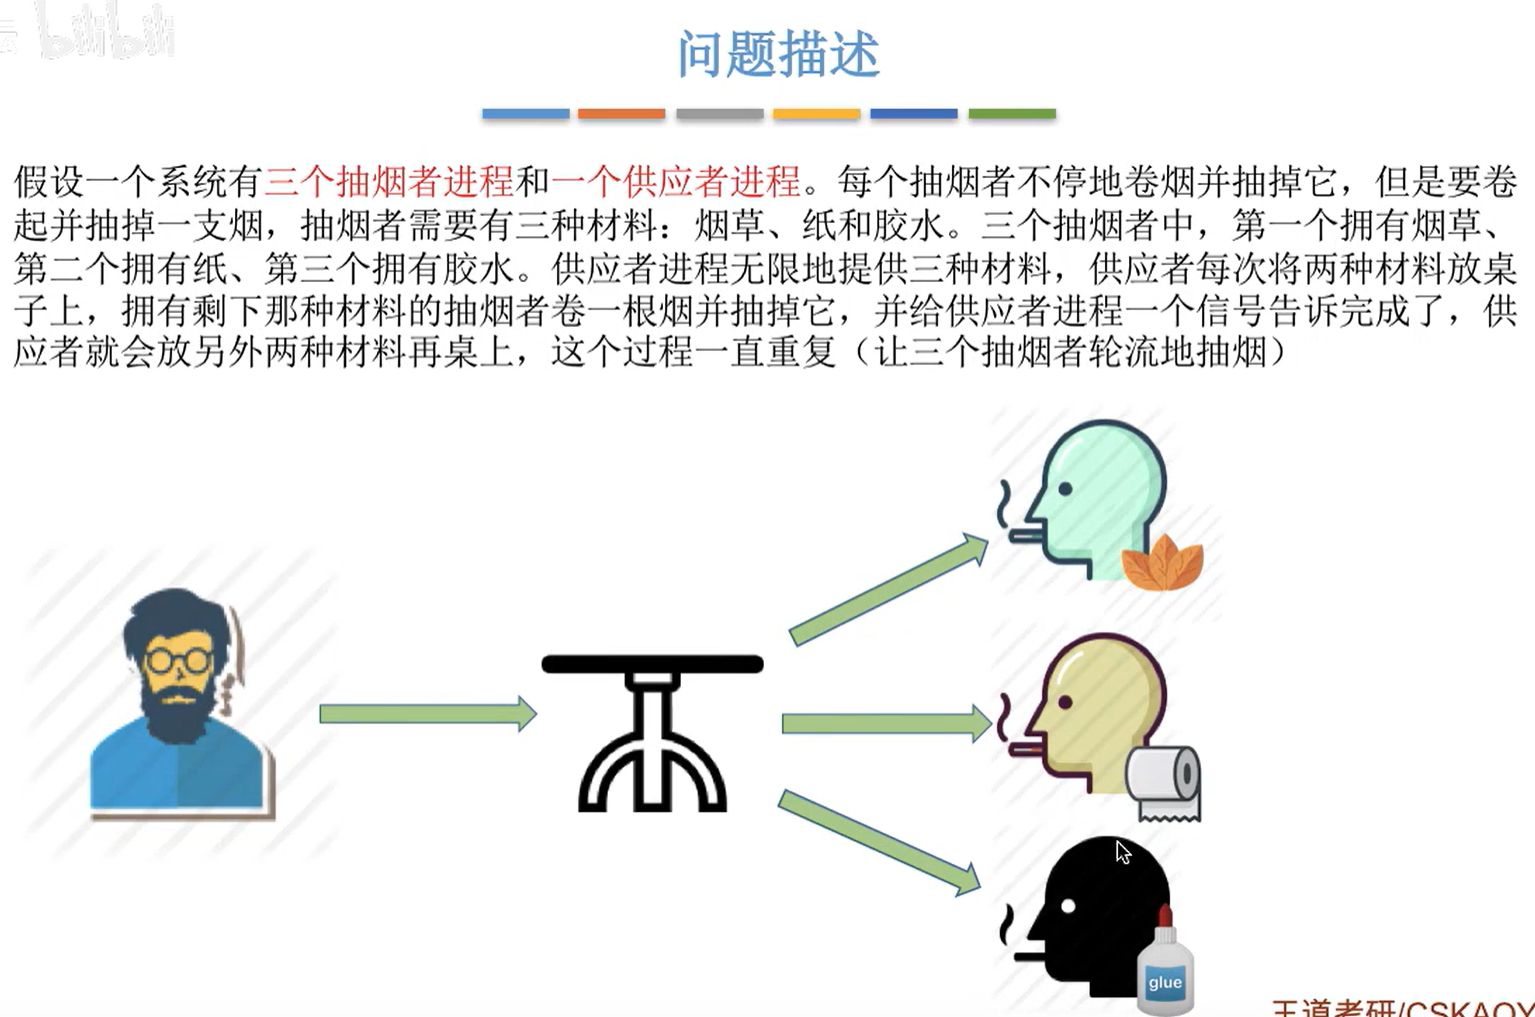 bilibili
问题描述
假设一个系统有三个抽烟者进程和一个供应者进程。每个抽烟者不停地卷烟并抽掉它，但是要卷
起并抽掉一支烟，抽烟者需要有三种材料：烟草、纸和胶水。三个抽烟者中，第一个拥有烟草、
第二个拥有纸、第三个拥有胶水。供应者进程无限地提供三种材料，供应者每次将两种材料放桌
子上，拥有剩下那种材料的抽烟者卷一根烟并抽掉它，并给供应者进程一个信号告诉完成了，供
应者就会放另外两种材料再桌上，这个过程一直重复（让三个抽烟者轮流地抽烟）
glue
王道考研/CSKAOY